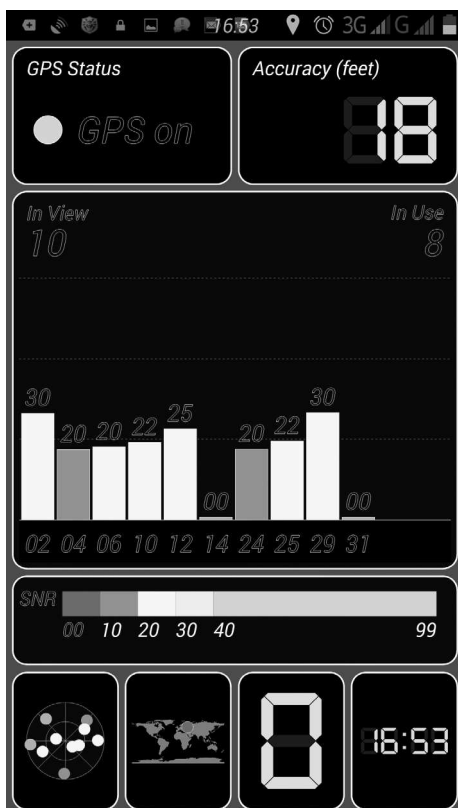 16:53 3G G
GPS Status
Accuracy (feet)
GPS on
18
In View
In Use
10
8
30 20 20 22 25 00 20 22 30 00
02 04 06 10 12 14 24 25 29 31
SNR
00 10 20 30 40 99
0
16:53